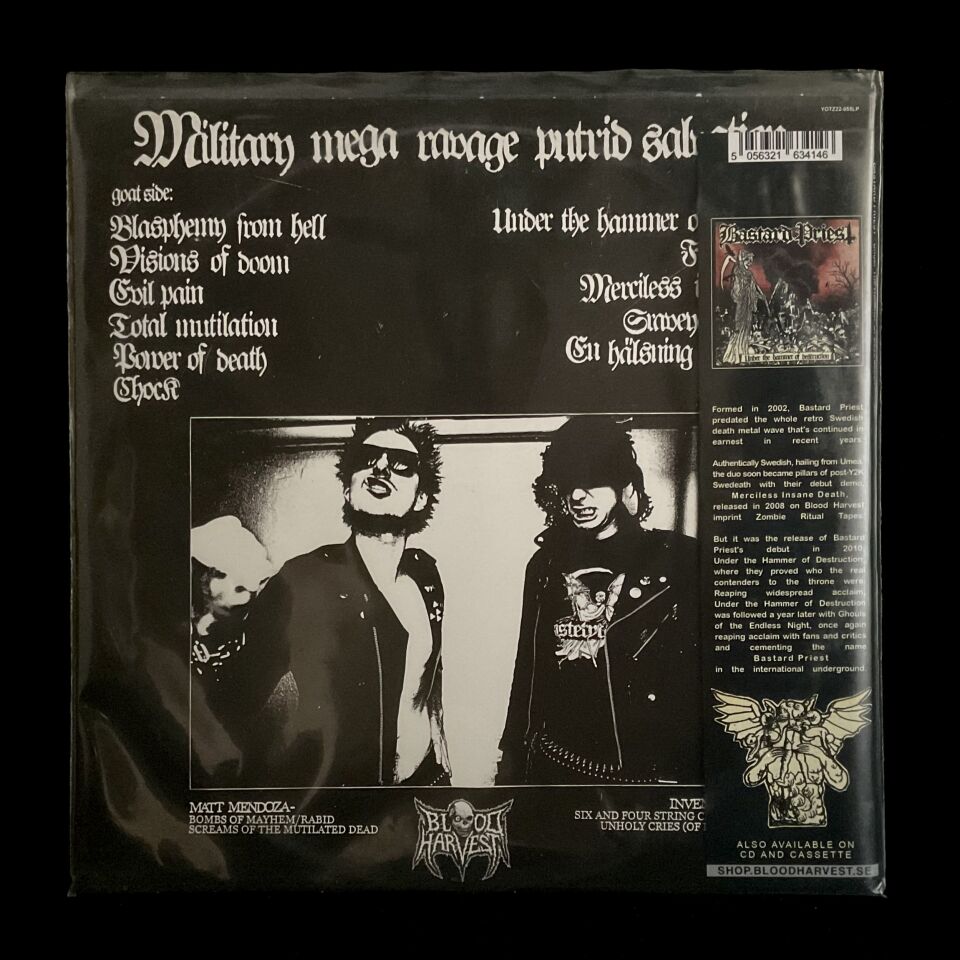 YOTZ22-055LP
Military mega ravage putrid
5 056321 634146
goat side:
Blasphemy from hell
Visions of doom
Evil pain
Total mutilation
Power of death
Chock
Under the hammer
Merciless
En hälsning
Bastard Priest
Under the hammer of destruction
Formed in 2002, Bastard Priest
predated the whole retro Swedish
death metal wave that's continued in
earnest in recent years.
Authentically Swedish, hailing from Umea,
the duo soon became pillars of post-Y2K
Swedeath with their debut demo,
Merciless Insane Death,
released in 2008 on Blood Harvest
imprint Zombie Ritual Tapes.
But it was the release of Bastard
Priest's debut in 2010,
Under the Hammer of Destruction,
where they proved who the real
contenders to the throne were.
Reaping widespread acclaim,
Under the Hammer of Destruction
was followed a year later with Ghouls
of the Endless Night, once again
reaping acclaim with fans and critics
and cementing the name
Bastard Priest
in the international underground.
MATT MENDOZA-
BOMBS OF MAYHEM/RABID
SCREAMS OF THE MUTILATED DEAD
BLOOD
HARVEST
INVEN
SIX AND FOUR STRING
UNHOLY CRIES (OF
ALSO AVAILABLE ON
CD AND CASSETTE
SHOP.BLOODHARVEST.SE